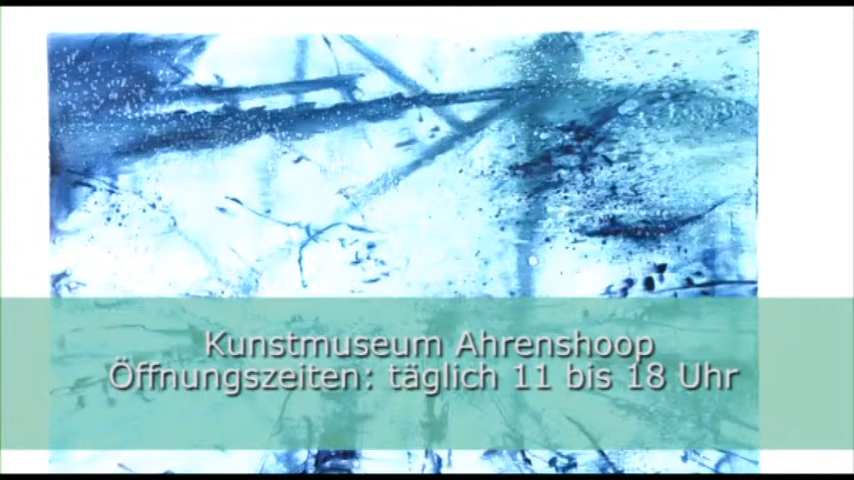 Kunstmuseum Ahrenshoop
Öffnungszeiten: täglich 11 bis 18 Uhr